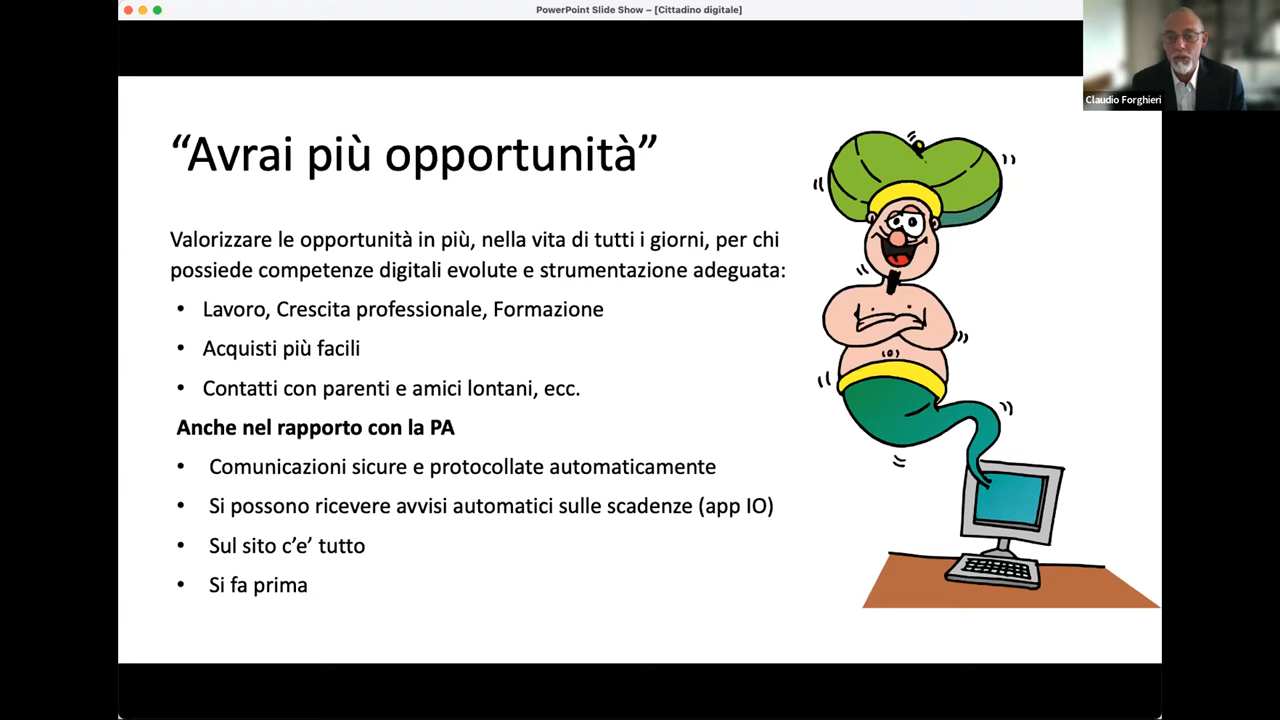 PowerPoint Slide Show – [Cittadino digitale]
Claudio Forghieri
“Avrai più opportunità”
Valorizzare le opportunità in più, nella vita di tutti i giorni, per chi
possiede competenze digitali evolute e strumentazione adeguata:
• Lavoro, Crescita professionale, Formazione
• Acquisti più facili
• Contatti con parenti e amici lontani, ecc.
Anche nel rapporto con la PA
• Comunicazioni sicure e protocollate automaticamente
• Si possono ricevere avvisi automatici sulle scadenze (app IO)
• Sul sito c’e’ tutto
• Si fa prima